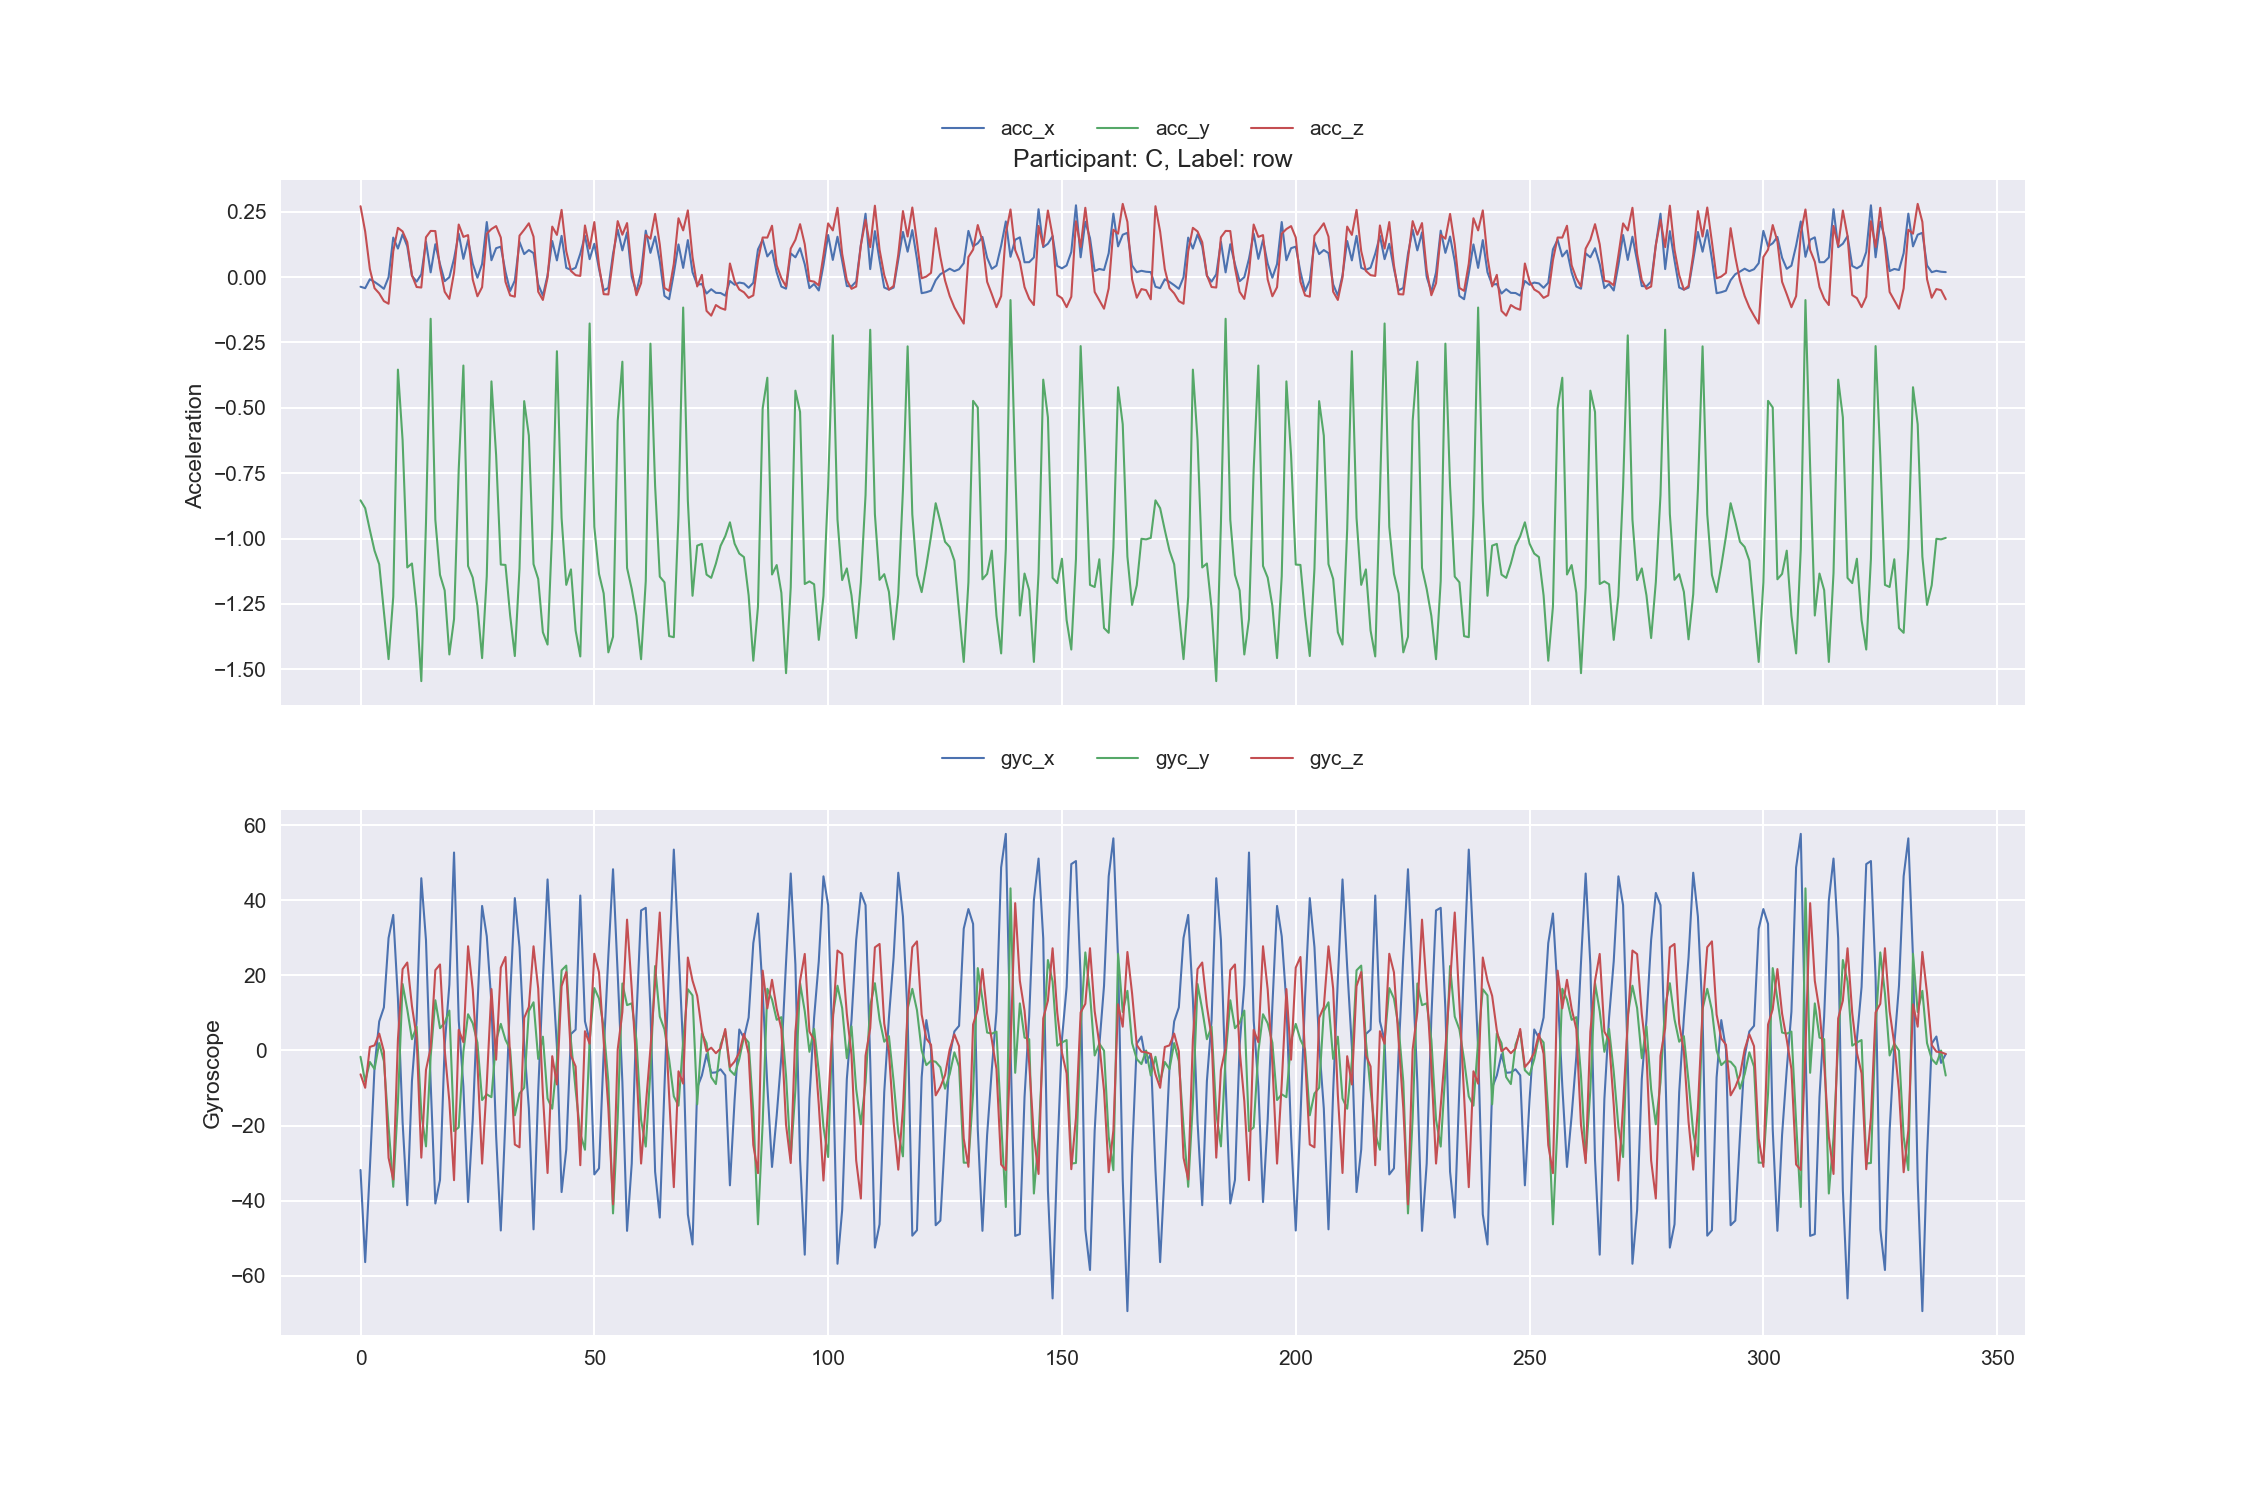 acc_x acc_y acc_z
Participant: C, Label: row
0.25
0.00
−0.25
−0.50
−0.75
−1.00
−1.25
−1.50
Acceleration
gyc_x gyc_y gyc_z
60
40
20
0
−20
−40
−60
Gyroscope
0 50 100 150 200 250 300 350